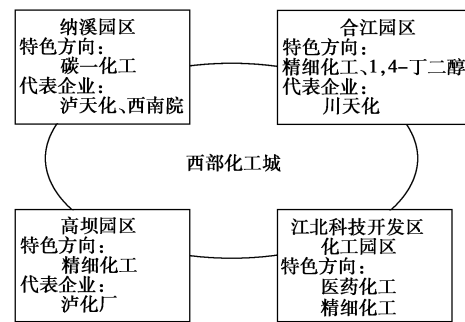 纳溪园区
特色方向:
碳一化工
代表企业:
泸天化、西南院
合江园区
特色方向:
精细化工、1,4-丁二醇
代表企业:
川天化
西部化工城
高坝园区
特色方向:
精细化工
代表企业:
泸化厂
江北科技开发区
化工园区
特色方向:
医药化工
精细化工